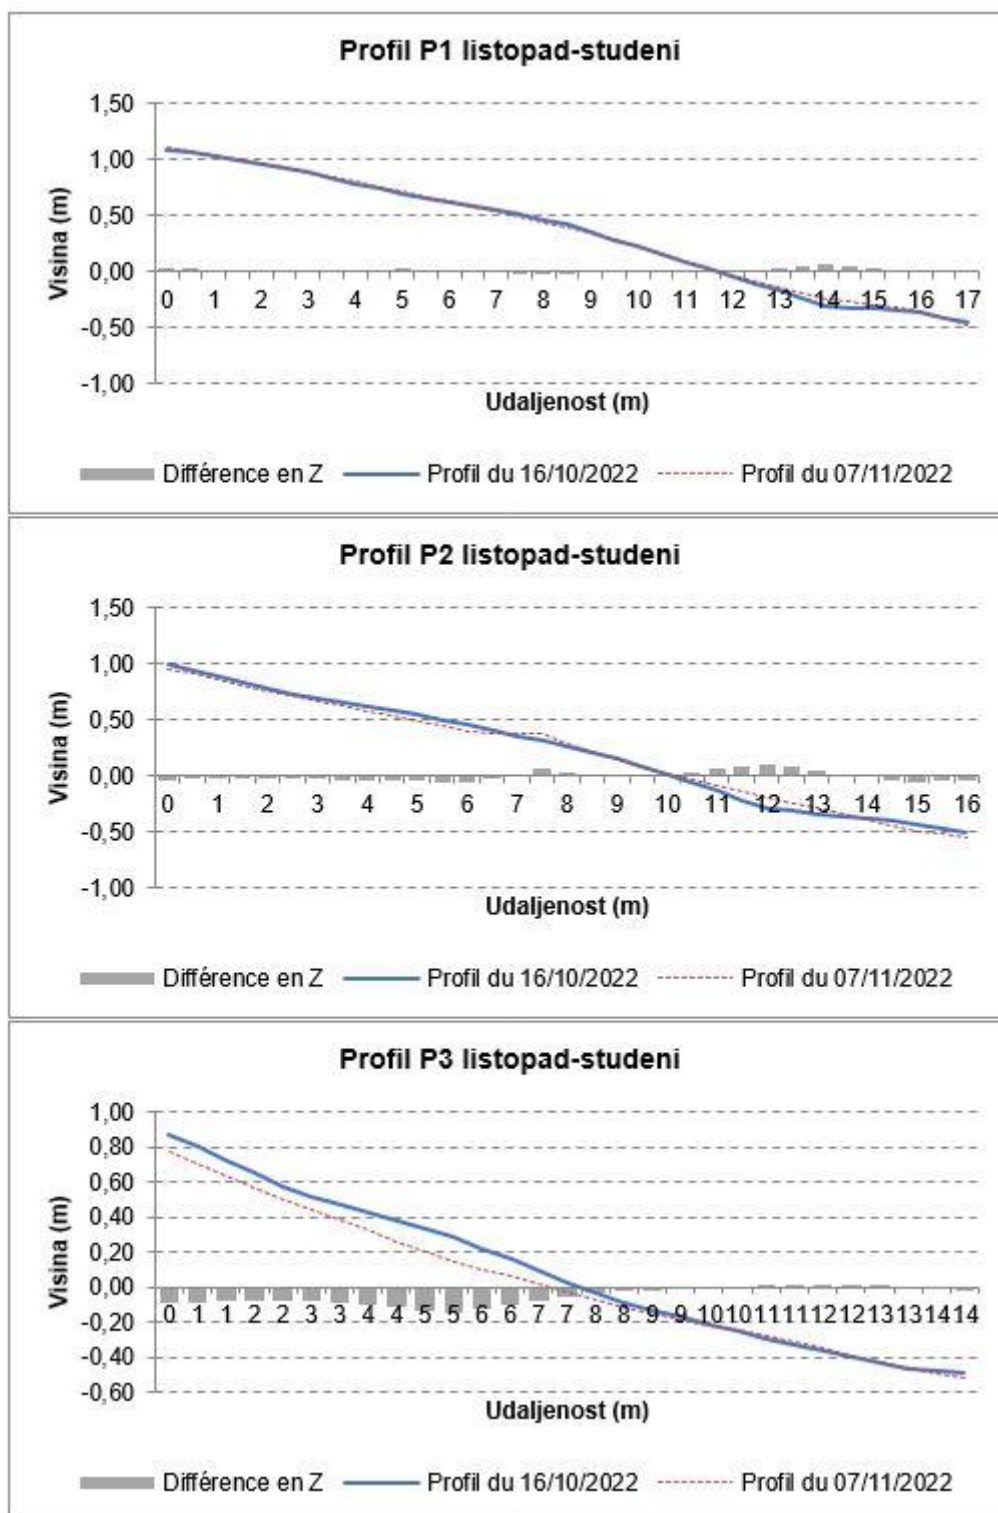 Profil P1 listopad-studeni
1,50
1,00
0,50
0,00
-0,50
-1,00
Visina (m)
0 1 2 3 4 5 6 7 8 9 10 11 12 13 14 15 16 17
Udaljenost (m)
Différence en Z Profil du 16/10/2022 Profil du 07/11/2022
Profil P2 listopad-studeni
1,50
1,00
0,50
0,00
-0,50
-1,00
Visina (m)
0 1 2 3 4 5 6 7 8 9 10 11 12 13 14 15 16
Udaljenost (m)
Différence en Z Profil du 16/10/2022 Profil du 07/11/2022
Profil P3 listopad-studeni
1,00
0,80
0,60
0,40
0,20
0,00
-0,20
-0,40
-0,60
Visina (m)
0 1 1 2 2 3 3 4 4 5 5 6 6 7 7 8 8 9 9 10 10 11 11 12 12 13 13 14 14
Udaljenost (m)
Différence en Z Profil du 16/10/2022 Profil du 07/11/2022